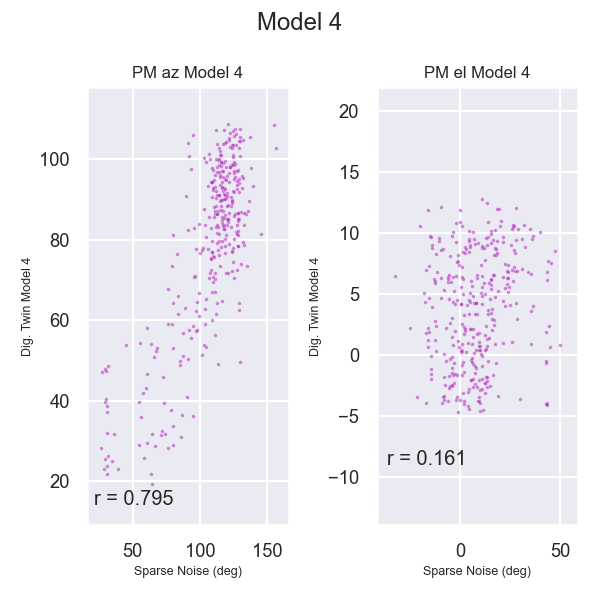 Model 4
PM az Model 4
Dig. Twin Model 4
100
80
60
40
20
r = 0.795
50 100 150
Sparse Noise (deg)
PM el Model 4
Dig. Twin Model 4
20
15
10
5
0
−5
−10
r = 0.161
0 50
Sparse Noise (deg)